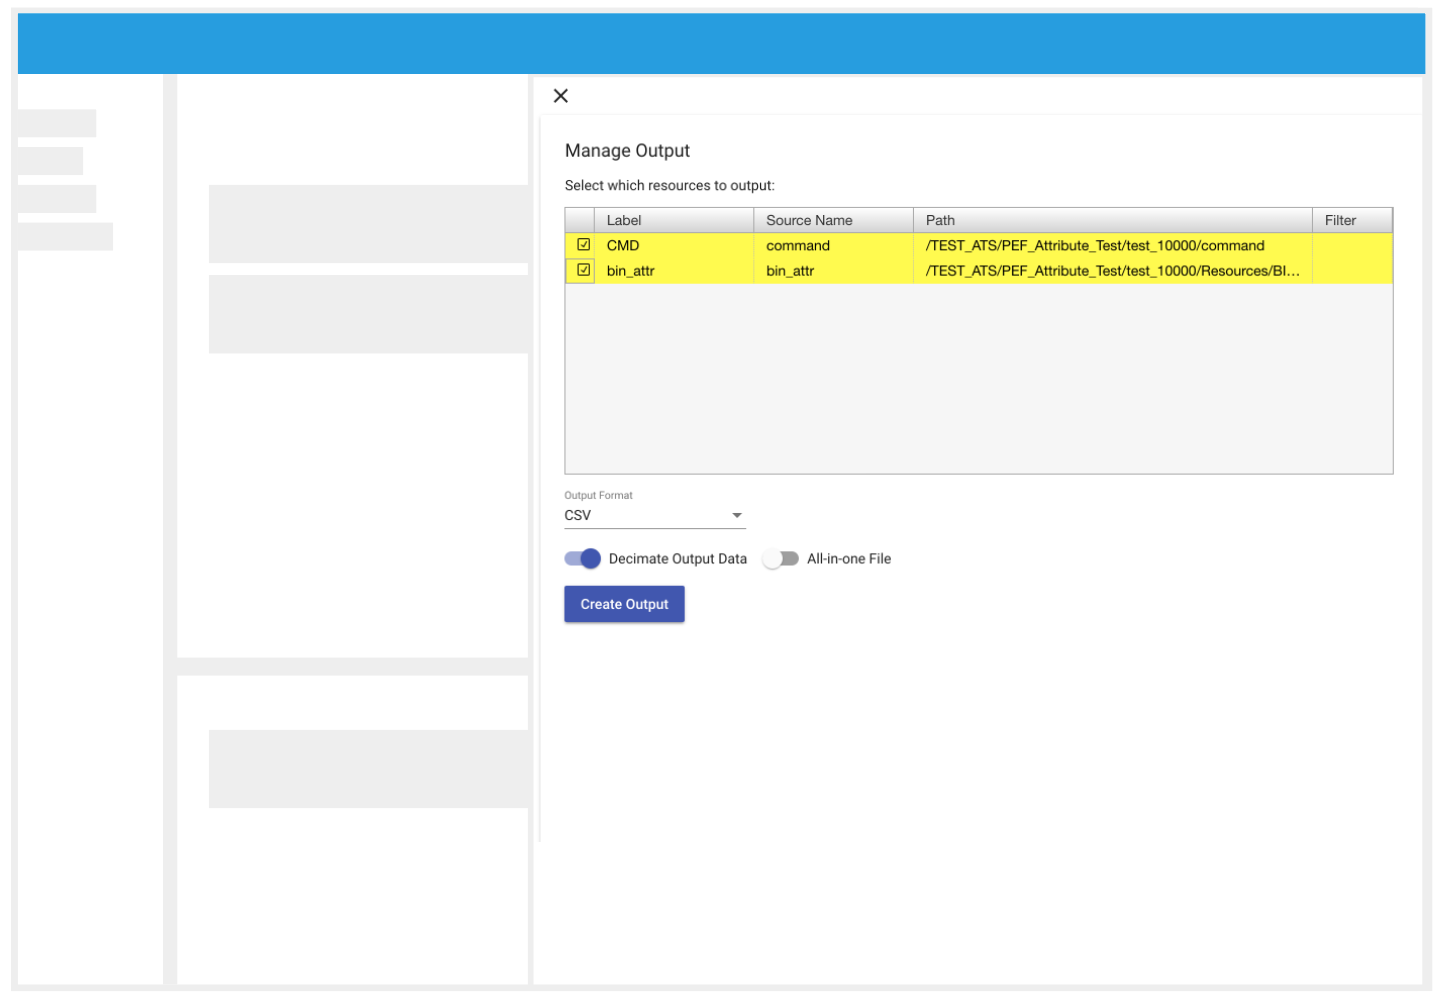 Manage Output
Select which resources to output:
Label Source Name Path Filter
CMD command /TEST_ATS/PEF_Attribute_Test/test_10000/command
bin_attr bin_attr /TEST_ATS/PEF_Attribute_Test/test_10000/Resources/BI...
Output Format
CSV
Decimate Output Data All-in-one File
Create Output